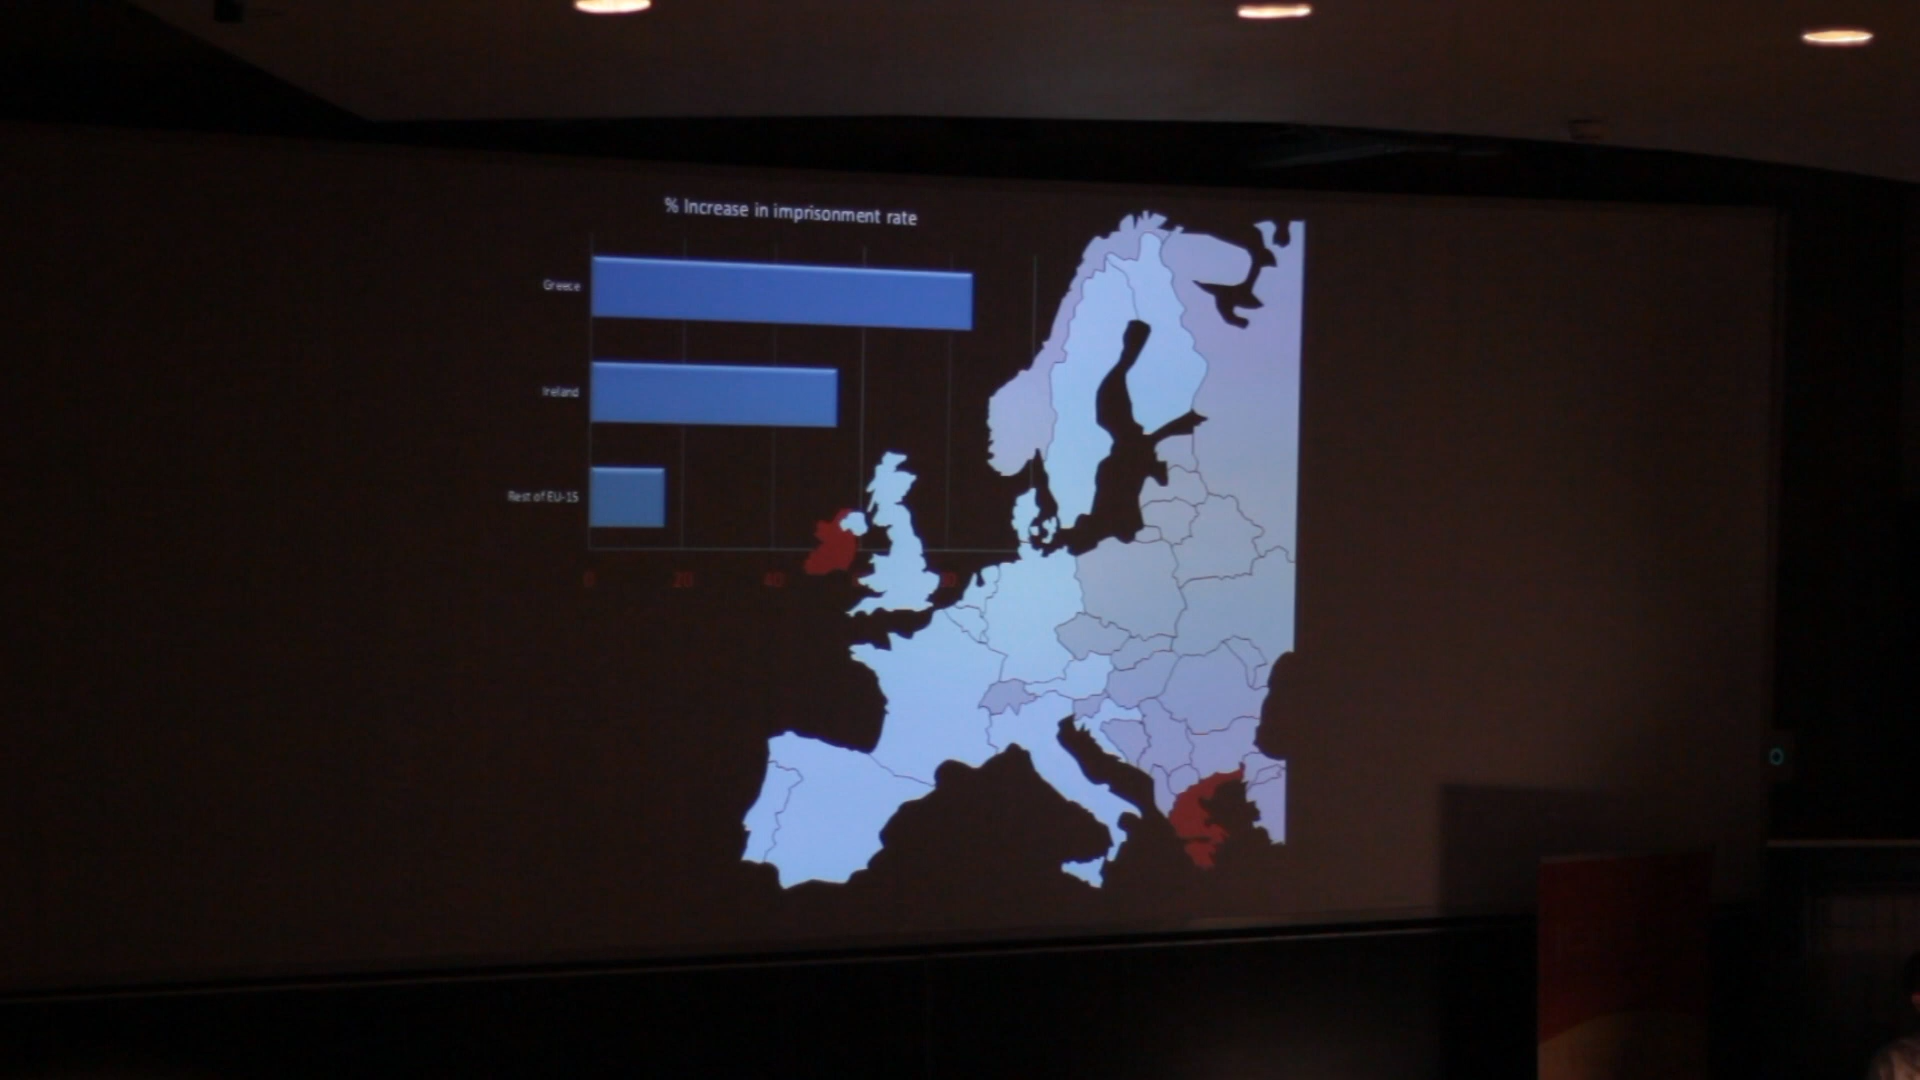 % Increase in imprisonment rate
Greece
Ireland
Rest of EU-15
0 20 40